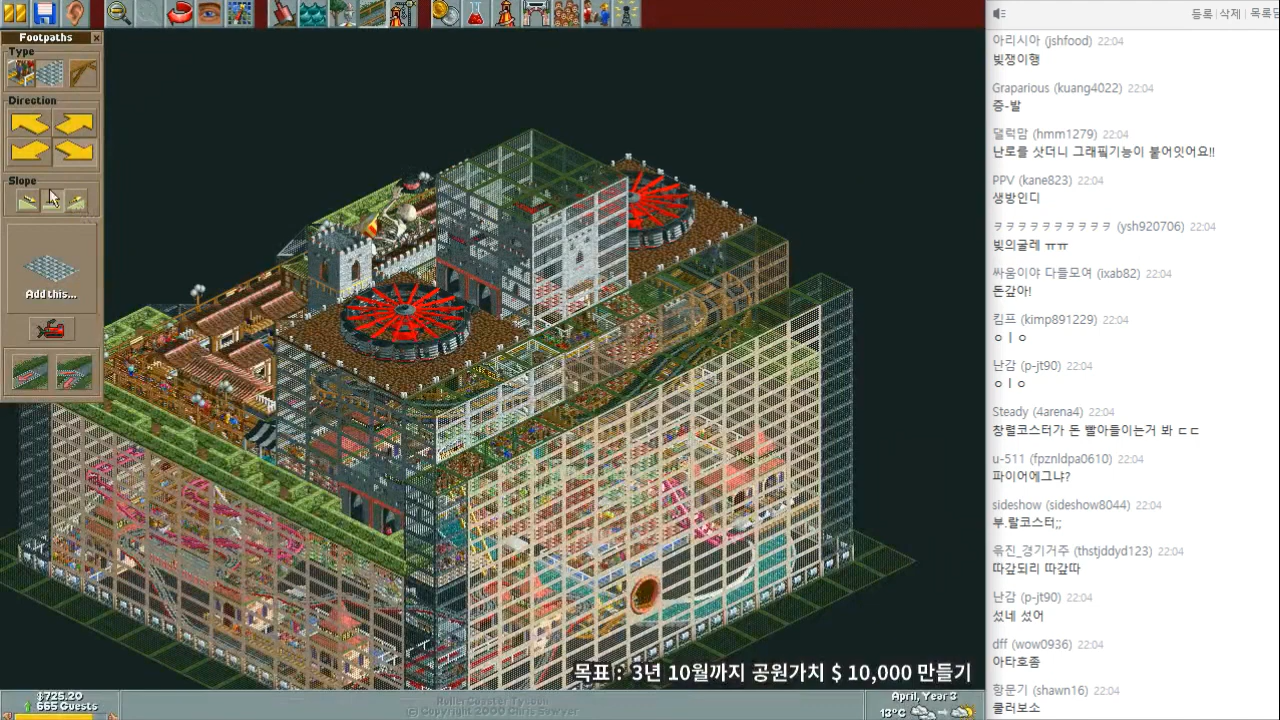 Footpaths
Type
Direction
Slope
Add this...
목표 : 3년 10월까지 공원가치 $ 10,000 만들기
$725.20
665 Guests
RollerCoaster Tycoon
© Copyright 2000 Chris Sawyer
April, Year 3
13°C
등록 | 삭제 | 목록
아리시아 (jshfood) 22:04
빛쟁이행
Graparious (kuang4022) 22:04
증-발
댈럭맘 (hmm1279) 22:04
난로를 삿더니 그래핔기능이 붙어잇어요!!
PPV (kane823) 22:04
생방인디
ㅋㅋㅋㅋㅋㅋㅋㅋㅋㅋ (ysh920706) 22:04
빚의굴레 ㅠㅠ
싸움이야 다들모여 (ixab82) 22:04
돈갚아!
킴프 (kimp891229) 22:04
ㅇㅣㅇ
난감 (p-jt90) 22:04
ㅇㅣㅇ
Steady (4arena4) 22:04
창렬코스터가 돈 빨아들이는거 봐 ㄷㄷ
u-511 (fpznldpa0610) 22:04
파이어에그냐?
sideshow (sideshow8044) 22:04
부.랄코스터;;
윾진_경기거주 (thstjddyd123) 22:04
따갚되리 따갚따
난감 (p-jt90) 22:04
섰네 섰어
dff (wow0936) 22:04
아타호좀
항문기 (shawn16) 22:04
쿨러보소